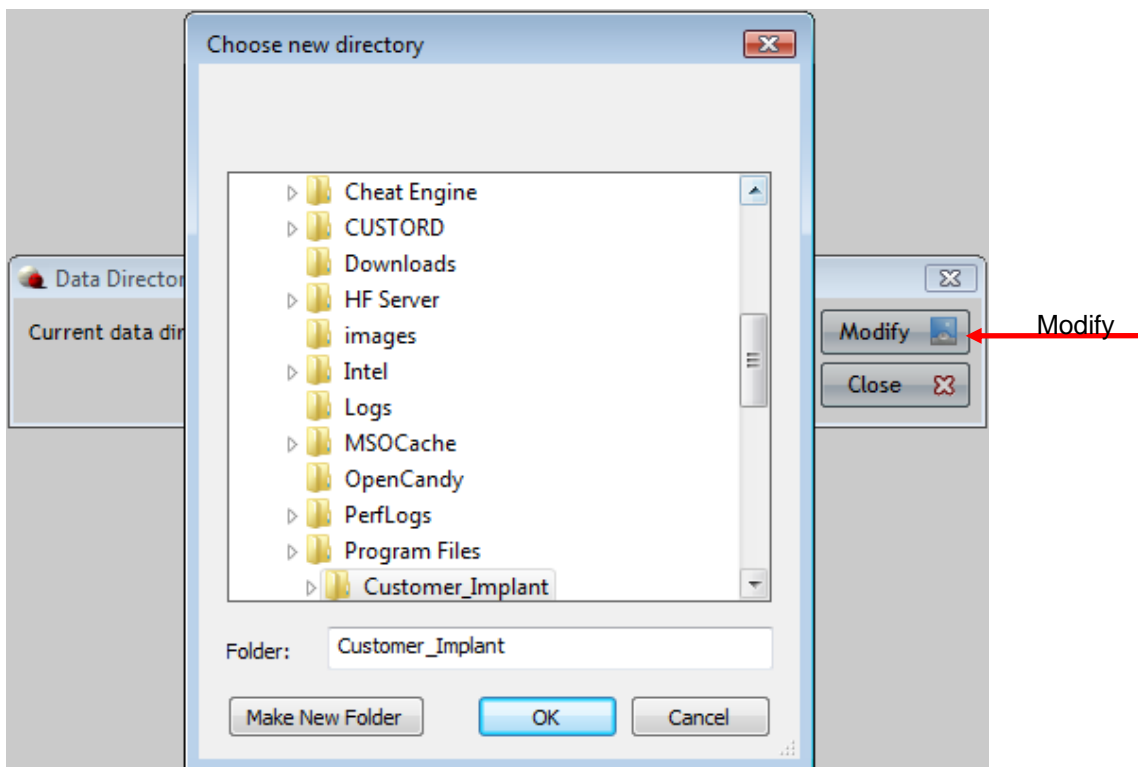 Choose new directory
Cheat Engine
CUSTORD
Downloads
HF Server
images
Intel
Logs
MSOCache
OpenCandy
PerfLogs
Program Files
Customer_Implant
Folder: Customer_Implant
Make New Folder OK Cancel
Data Director
Current data dir
Modify
Close
Modify